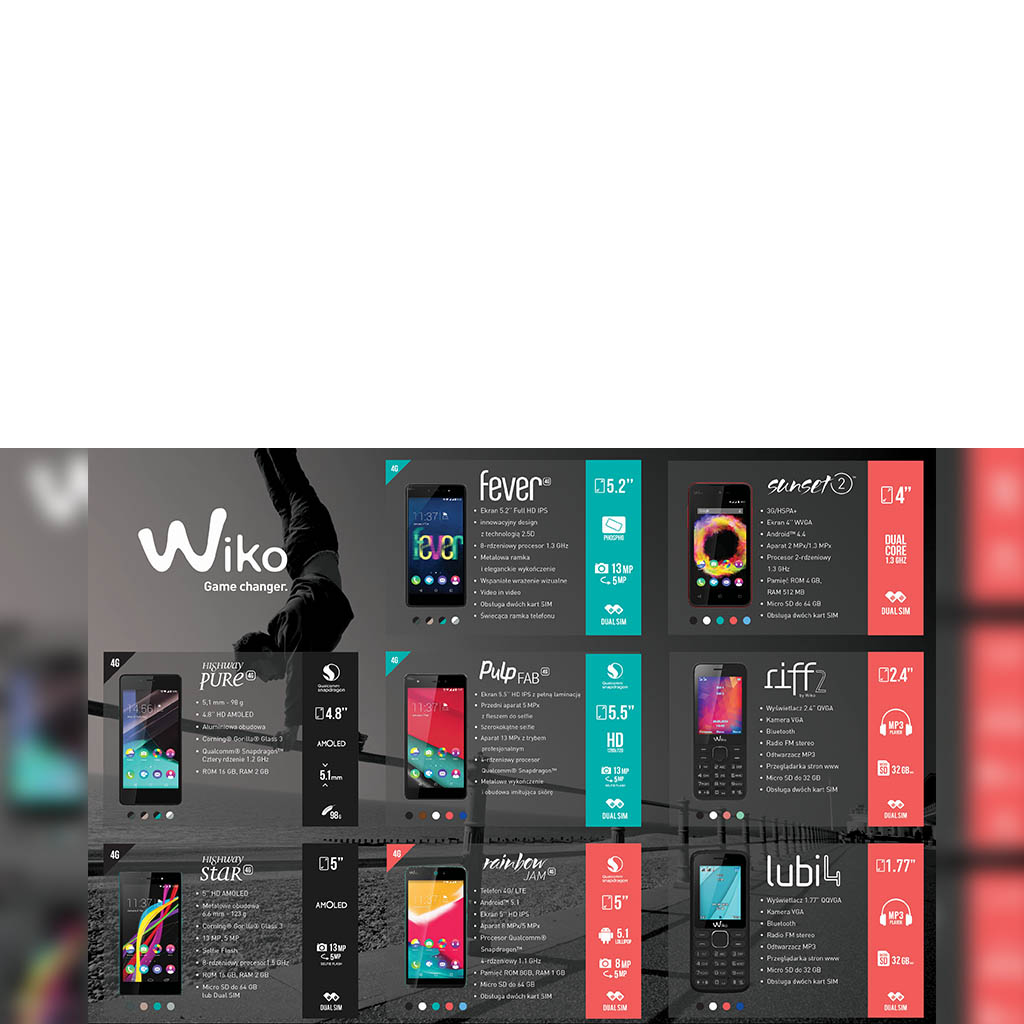 Wiko
Game changer.
4G
fever 4G
• Ekran 5.2'' Full HD IPS
• innowacyjny design
z technologią 2.5D
• 8-rdzeniowy procesor 1.3 GHz
• Metalowa ramka
i eleganckie wykończenie
• Wspaniałe wrażenie wizualne
• Video in video
• Obsługa dwóch kart SIM
• Świecąca ramka telefonu
5.2’’
PHOSPHO
13 MP
5MP
DUAL SIM
sunset 2
• 3G/HSPA+
• Ekran 4'' WVGA
• Android™ 4.4
• Aparat 2 MPx/1.3 MPx
• Procesor 2-rdzeniowy
1.3 GHz
• Pamięć ROM 4 GB,
RAM 512 MB
• Micro SD do 64 GB
• Obsługa dwóch kart SIM
4’’
DUAL
CORE
1.3 GHZ
DUAL SIM
4G
HIGHWAY
PURE 4G
• 5,1 mm - 98 g
• 4.8'' HD AMOLED
• Aluminiowa obudowa
• Corning® Gorilla® Glass 3
• Qualcomm® Snapdragon™
Cztery rdzenie 1.2 GHz
• ROM 16 GB, RAM 2 GB
Qualcomm
snapdragon
4.8’’
AMOLED
5.1mm
98G
4G
Pulp FAB 4G
• Ekran 5.5'' HD IPS z pełną laminacją
• Przedni aparat 5 MPx
z fleszem do selfie
• Szerokokątne selfie
• Aparat 13 MPx z trybem
profesjonalnym
• 4-rdzeniowy procesor
Qualcomm® Snapdragon™
• Metalowe wykończenie
i obudowa imitująca skórę
Qualcomm
snapdragon
5.5’’
HD
1280x720
13 MP
5MP
SELFIE FLASH
DUAL SIM
riff2
by Wiko
• Wyświetlacz 2.4'' QVGA
• Kamera VGA
• Bluetooth
• Radio FM stereo
• Odtwarzacz MP3
• Przeglądarka stron www
• Micro SD do 32 GB
• Obsługa dwóch kart SIM
2.4’’
MP3
PLAYER
32 GB
DUAL SIM
4G
HIGHWAY
STAR 4G
• 5'' HD AMOLED
• Metalowa obudowa
6.6 mm - 123 g
• Corning® Gorilla® Glass 3
• 13 MP, 5 MP
• Selfie Flash
• 8-rdzeniowy procesor1,5 GHz
• ROM 16 GB, RAM 2 GB
• Micro SD do 64 GB
lub Dual SIM
5’’
AMOLED
13MP
5MP
SELFIE FLASH
DUAL SIM
4G
rainbow
JAM 4G
• Telefon 4G/ LTE
• Android™ 5.1
• Ekran 5'' HD IPS
• Aparat 8 MPx/5 MPx
• Procesor Qualcomm®
Snapdragon™
4-rdzeniowy 1.1 GHz
• Pamięć ROM 8GB, RAM 1 GB
• Micro SD do 64 GB
• Obsługa dwóch kart SIM
Qualcomm
snapdragon
5’’
5.1
LOLLIPOP
8 MP
5MP
DUAL SIM
lubi4
• Wyświetlacz 1.77'' QQVGA
• Kamera VGA
• Bluetooth
• Radio FM stereo
• Odtwarzacz MP3
• Przeglądarka stron www
• Micro SD do 32 GB
• Obsługa dwóch kart SIM
1.77’’
MP3
PLAYER
32 GB
DUAL SIM